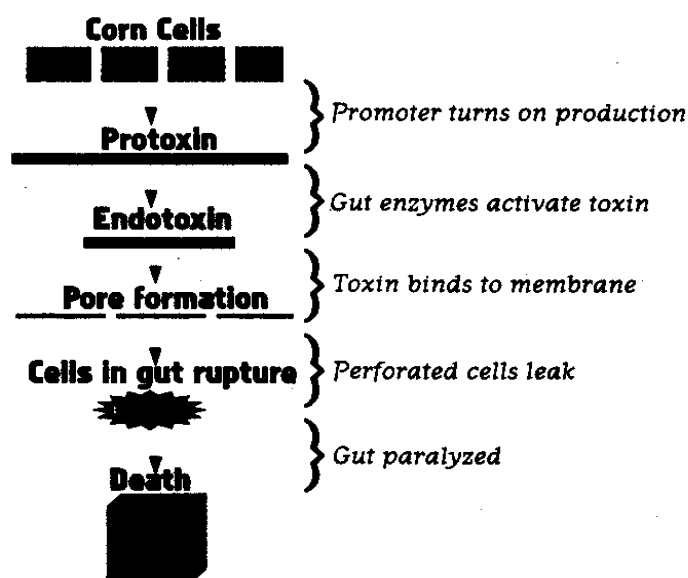 Corn Cells
Promoter turns on production
Protoxin
Gut enzymes activate toxin
Endotoxin
Toxin binds to membrane
Pore formation
Perforated cells leak
Cells in gut rupture
Gut paralyzed
Death